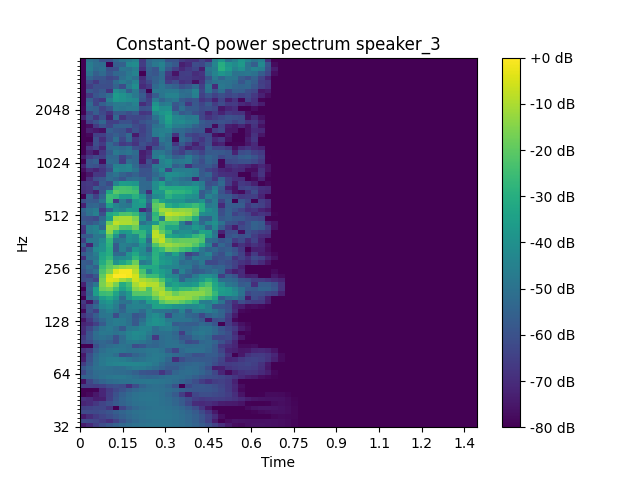 Constant-Q power spectrum speaker_3
Hz
2048
1024
512
256
128
64
32
0 0.15 0.3 0.45 0.6 0.75 0.9 1.1 1.2 1.4
Time
+0 dB
-10 dB
-20 dB
-30 dB
-40 dB
-50 dB
-60 dB
-70 dB
-80 dB